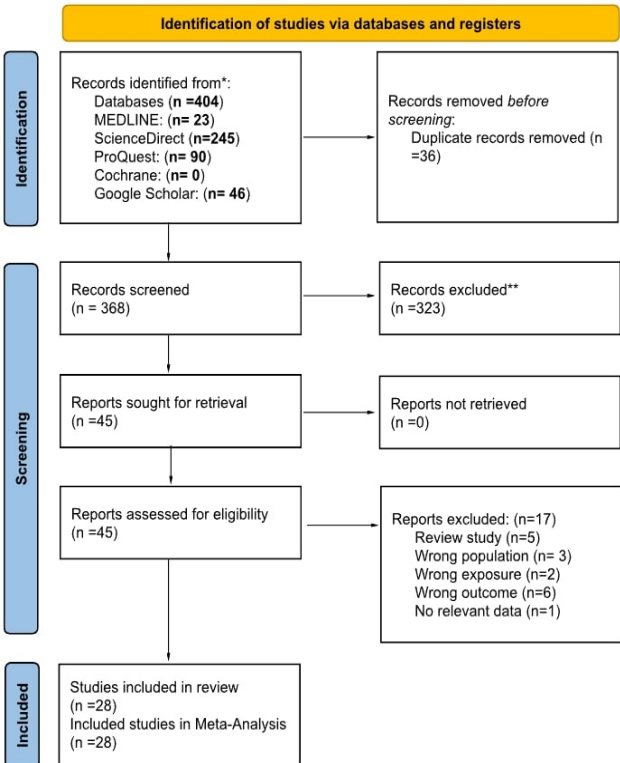 Identification of studies via databases and registers
Identification
Records identified from*:
Databases (n =404)
MEDLINE: (n= 23)
ScienceDirect (n=245)
ProQuest: (n= 90)
Cochrane: (n= 0)
Google Scholar: (n= 46)
Records removed before
screening:
Duplicate records removed (n
=36)
Screening
Records screened
(n = 368)
Records excluded**
(n =323)
Reports sought for retrieval
(n =45)
Reports not retrieved
(n =0)
Reports assessed for eligibility
(n =45)
Reports excluded: (n=17)
Review study (n=5)
Wrong population (n= 3)
Wrong exposure (n=2)
Wrong outcome (n=6)
No relevant data (n=1)
Included
Studies included in review
(n =28)
Included studies in Meta-Analysis
(n =28)